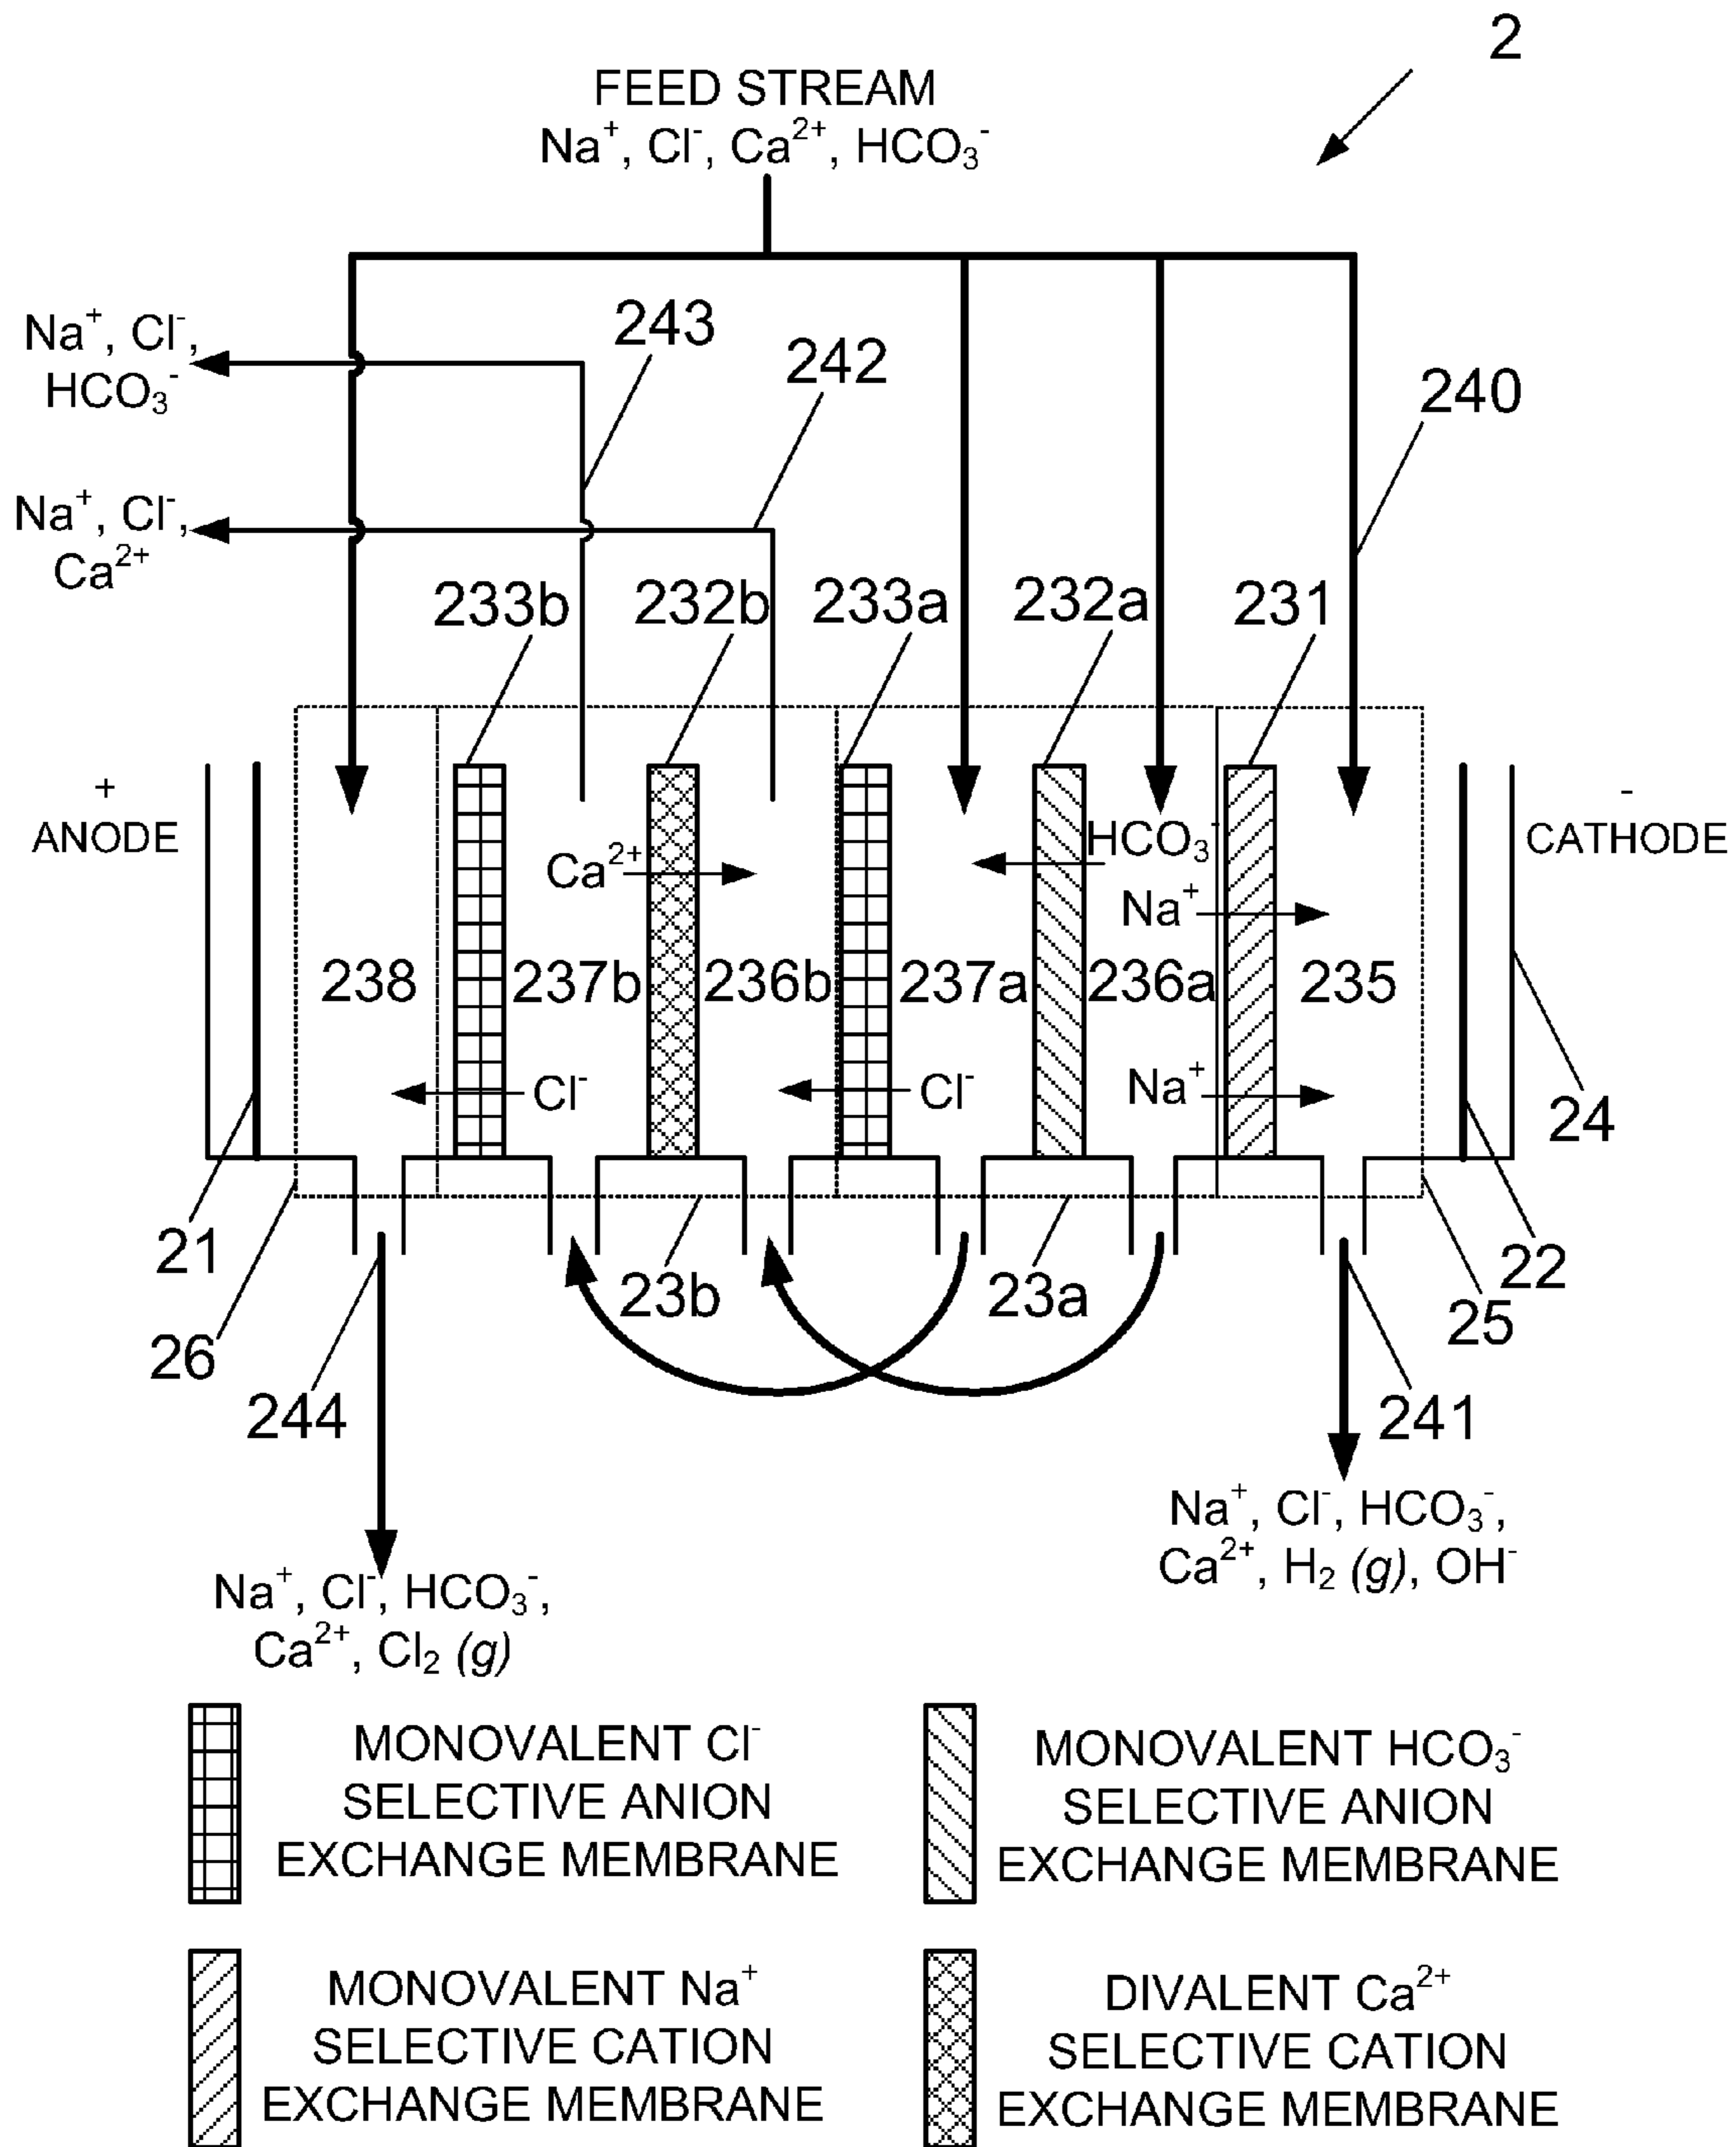 2
FEED STREAM
Na⁺, Cl⁻, Ca²⁺, HCO₃⁻
243
242
240
Na⁺, Cl⁻,
HCO₃⁻
Na⁺, Cl⁻,
Ca²⁺
233b
232b
233a
232a
231
+
ANODE
-
CATHODE
Ca²⁺
HCO₃⁻
Na⁺
238
237b
236b
237a
236a
235
Cl⁻
Cl⁻
Na⁺
24
21
26
23b
23a
22
25
244
241
Na⁺, Cl⁻, HCO₃⁻,
Ca²⁺, H₂ (g), OH⁻
Na⁺, Cl⁻, HCO₃⁻,
Ca²⁺, Cl₂ (g)
MONOVALENT Cl⁻
SELECTIVE ANION
EXCHANGE MEMBRANE
MONOVALENT HCO₃⁻
SELECTIVE ANION
EXCHANGE MEMBRANE
MONOVALENT Na⁺
SELECTIVE CATION
EXCHANGE MEMBRANE
DIVALENT Ca²⁺
SELECTIVE CATION
EXCHANGE MEMBRANE